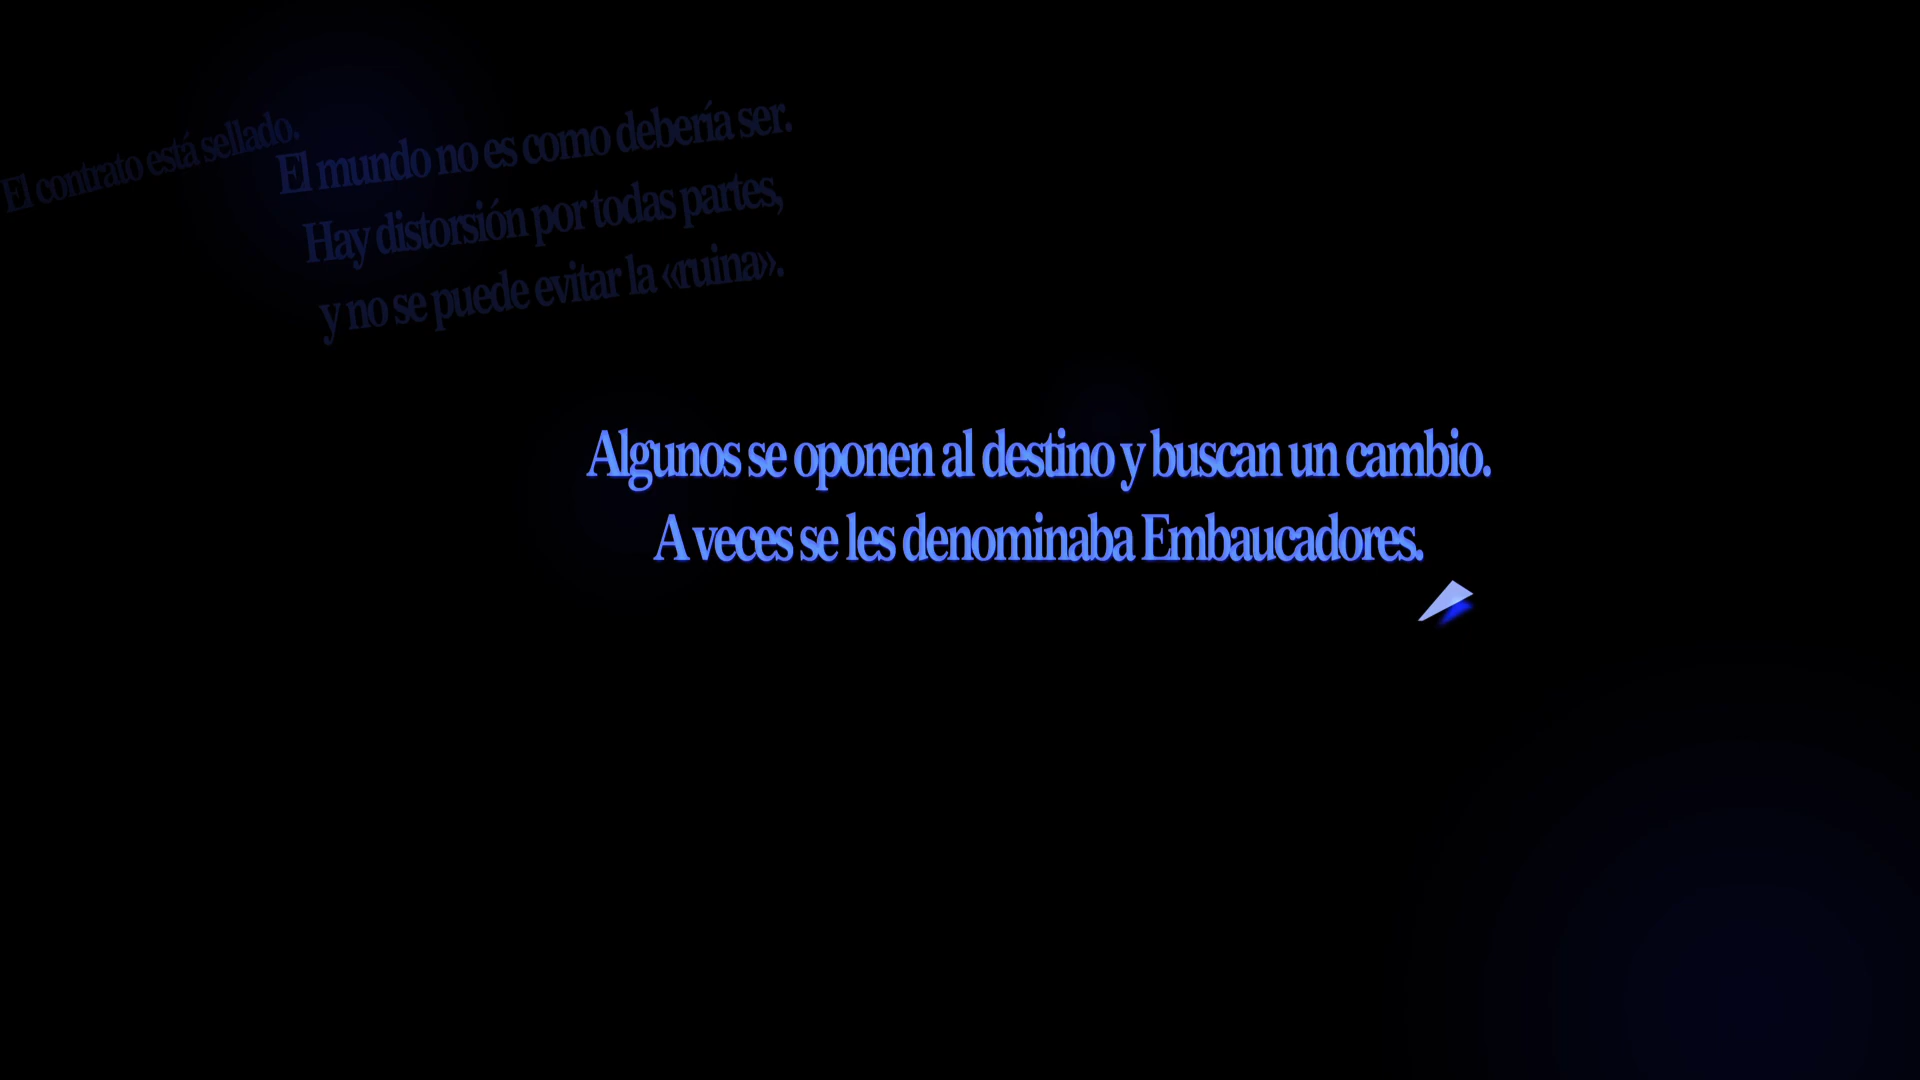 El contrato está sellado.
El mundo no es como debería ser.
Hay distorsión por todas partes,
y no se puede evitar la «ruina».
Algunos se oponen al destino y buscan un cambio.
A veces se les denominaba Embaucadores.